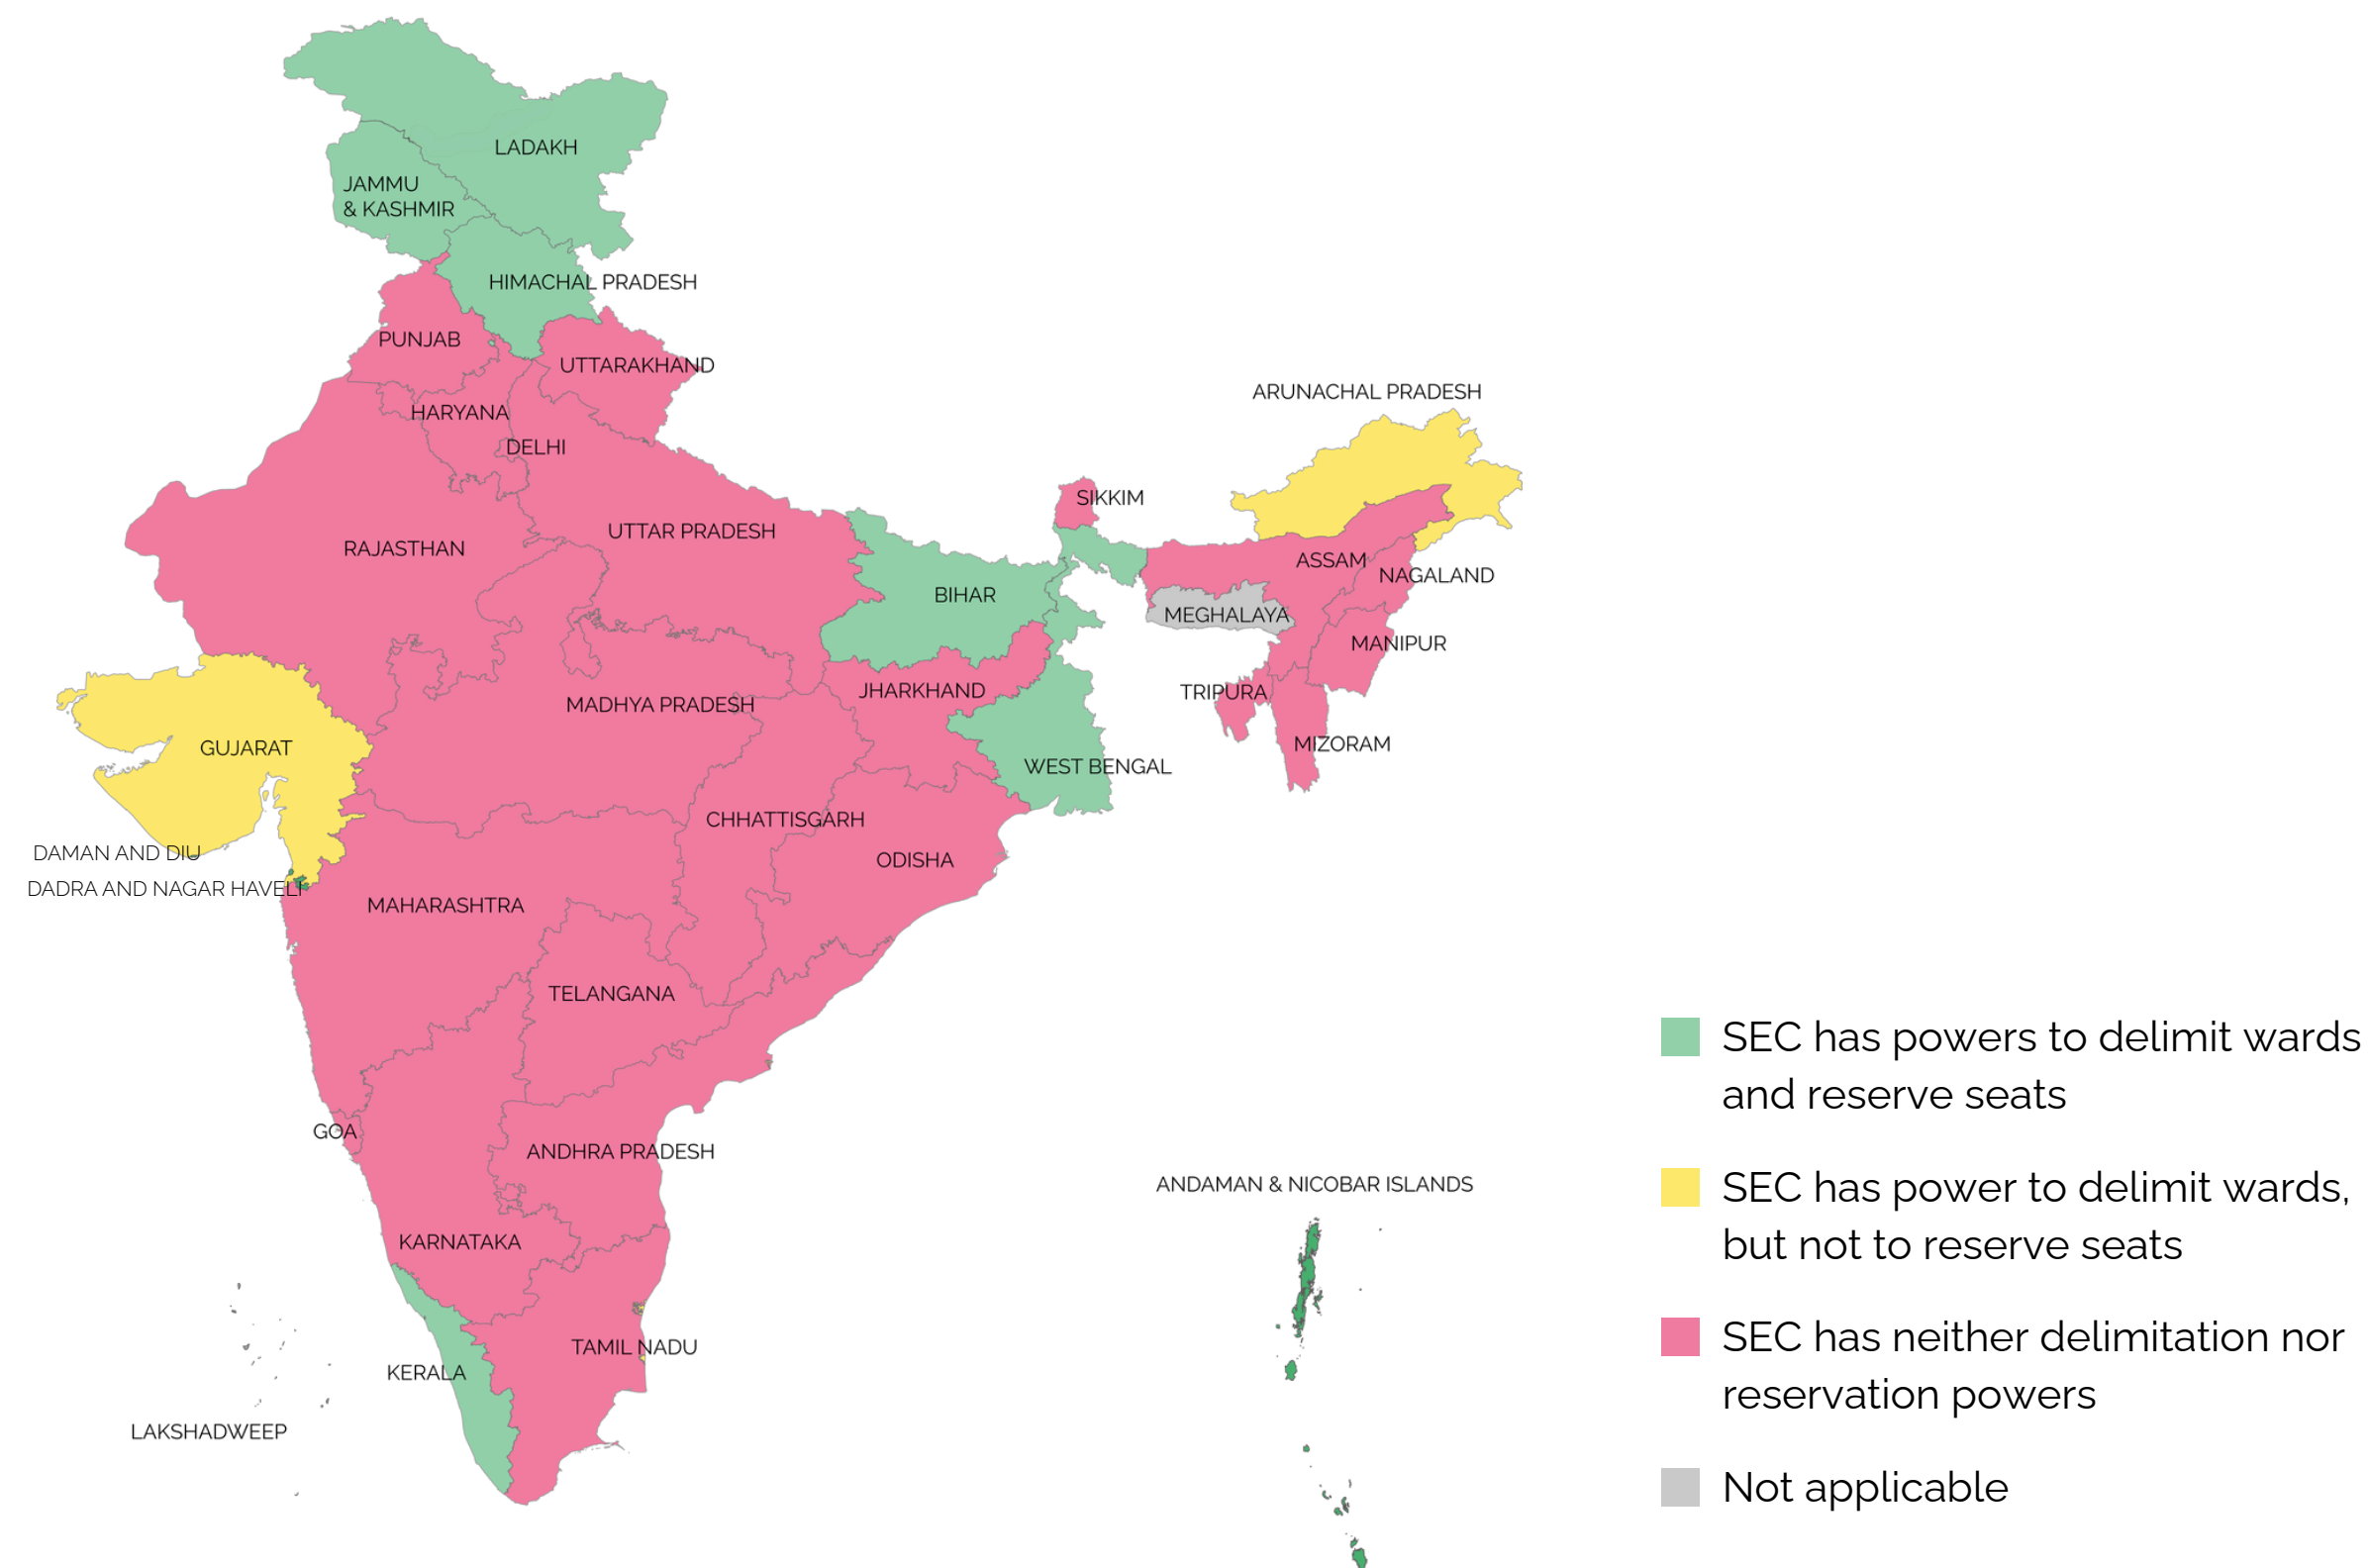 LADAKH
JAMMU
& KASHMIR
HIMACHAL PRADESH
PUNJAB
UTTARAKHAND
ARUNACHAL PRADESH
HARYANA
DELHI
SIKKIM
UTTAR PRADESH
RAJASTHAN
ASSAM
NAGALAND
BIHAR
MEGHALAYA
MANIPUR
JHARKHAND
TRIPURA
MADHYA PRADESH
GUJARAT
MIZORAM
WEST BENGAL
CHHATTISGARH
DAMAN AND DIU
ODISHA
DADRA AND NAGAR HAVELI
MAHARASHTRA
TELANGANA
GOA
ANDHRA PRADESH
ANDAMAN & NICOBAR ISLANDS
KARNATAKA
TAMIL NADU
KERALA
LAKSHADWEEP
SEC has powers to delimit wards
and reserve seats
SEC has power to delimit wards,
but not to reserve seats
SEC has neither delimitation nor
reservation powers
Not applicable